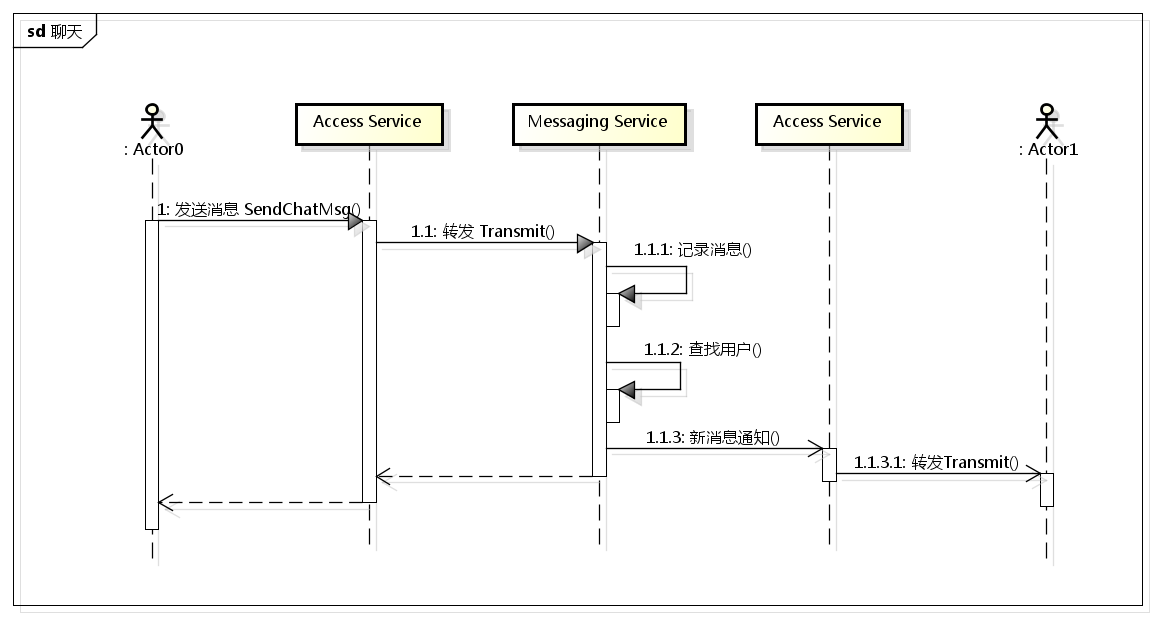 sd 聊天
Access Service
Messaging Service
Access Service
: Actor0
: Actor1
1: 发送消息 SendChatMsg()
1.1: 转发 Transmit()
1.1.1: 记录消息()
1.1.2: 查找用户()
1.1.3: 新消息通知()
1.1.3.1: 转发Transmit()